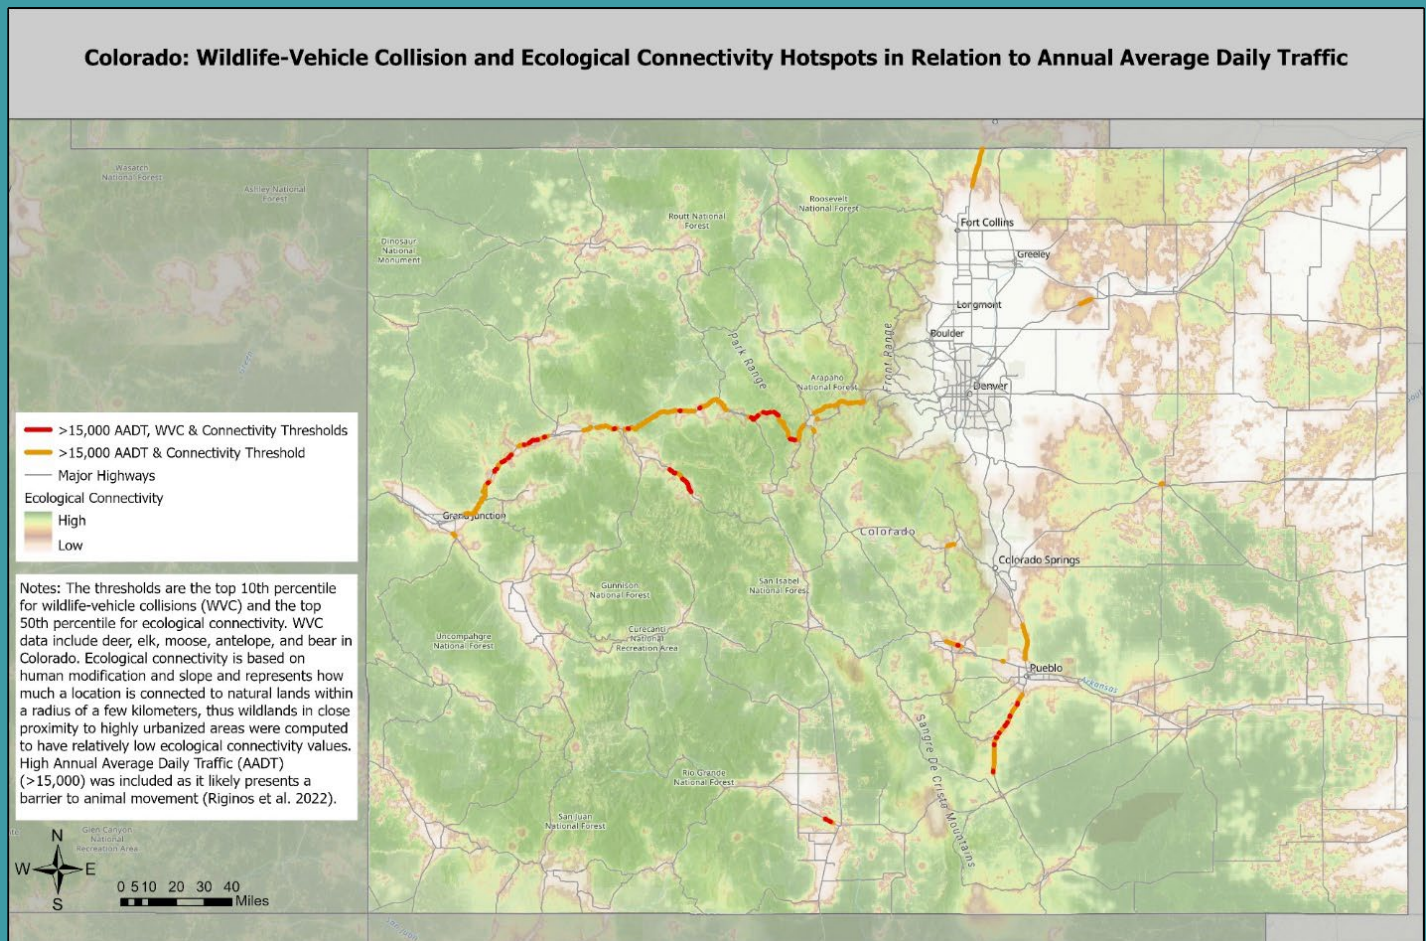 Colorado: Wildlife-Vehicle Collision and Ecological Connectivity Hotspots in Relation to Annual Average Daily Traffic
Wasatch
National Forest
Ashley National
Forest
Dinosaur
National
Monument
Routt National
Forest
Roosevelt
National Forest
Fort Collins
Greeley
Longmont
Boulder
Park Range
Front Range
Arapaho
National Forest
Denver
>15,000 AADT, WVC & Connectivity Thresholds
>15,000 AADT & Connectivity Threshold
Major Highways
Ecological Connectivity
High
Low
Grand Junction
Colorado
Colorado Springs
Gunnison
National Forest
San Isabel
National Forest
Uncompahgre
National Forest
Curecanti
National
Recreation Area
Pueblo
Arkansas
Notes: The thresholds are the top 10th percentile
for wildlife-vehicle collisions (WVC) and the top
50th percentile for ecological connectivity. WVC
data include deer, elk, moose, antelope, and bear in
Colorado. Ecological connectivity is based on
human modification and slope and represents how
much a location is connected to natural lands within
a radius of a few kilometers, thus wildlands in close
proximity to highly urbanized areas were computed
to have relatively low ecological connectivity values.
High Annual Average Daily Traffic (AADT)
(>15,000) was included as it likely presents a
barrier to animal movement (Riginos et al. 2022).
Sangre De Cristo Mountains
Rio Grande
National Forest
San Juan
National Forest
Glen Canyon
National
Recreation Area
N
W
E
S
0 5 10 20 30 40
Miles